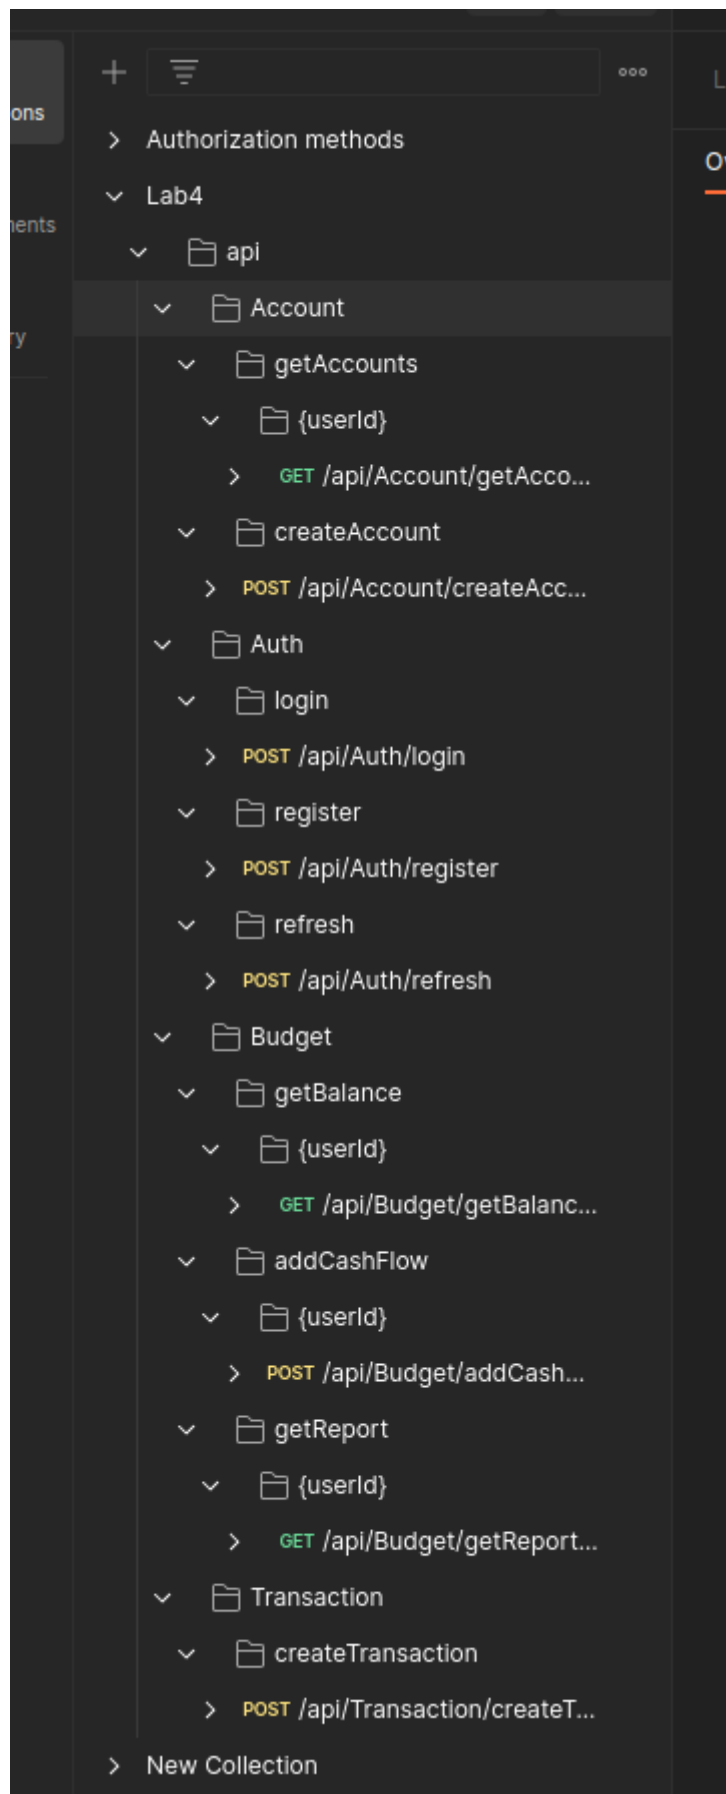 ons
Authorization methods
Lab4
ents
api
Account
ry
getAccounts
{userId}
GET /api/Account/getAcco...
createAccount
POST /api/Account/createAcc...
Auth
login
POST /api/Auth/login
register
POST /api/Auth/register
refresh
POST /api/Auth/refresh
Budget
getBalance
{userId}
GET /api/Budget/getBalanc...
addCashFlow
{userId}
POST /api/Budget/addCash...
getReport
{userId}
GET /api/Budget/getReport...
Transaction
createTransaction
POST /api/Transaction/createT...
New Collection